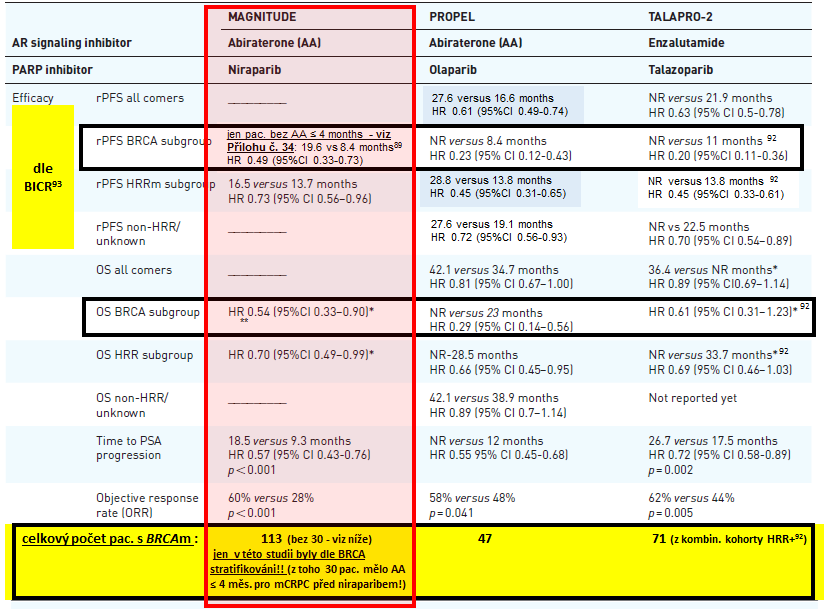 MAGNITUDE PROPEL TALAPRO-2
AR signaling inhibitor Abiraterone (AA) Abiraterone (AA) Enzalutamide
PARP inhibitor Niraparib Olaparib Talazoparib
Efficacy rPFS all comers ———— 27.6 versus 16.6 months NR versus 21.9 months
HR 0.61 (95% CI 0.49-0.74) HR 0.63 (95% CI 0.5-0.78)
dle
BICR93
rPFS BRCA subgroup jen pac. bez AA ≤ 4 months - viz NR versus 8.4 months NR versus 11 months 92
Přílohu č. 34: 19.6 vs 8.4 months89 HR 0.23 (95% CI 0.12-0.43) HR 0.20 (95%CI 0.11-0.36)
HR 0.49 (95%CI 0.33-0.73)
rPFS HRRm subgroup 16.5 versus 13.7 months 28.8 versus 13.8 months NR versus 13.8 months 92
HR 0.73 (95% CI 0.56–0.96) HR 0.45 (95%CI 0.31-0.65) HR 0.45 (95%CI 0.33-0.61)
rPFS non-HRR/ ———— 27.6 versus 19.1 months NR vs 22.5 months
unknown HR 0.72 (95%CI 0.56-0.93) HR 0.70 (95% CI 0.54–0.89)
OS all comers ———— 42.1 versus 34.7 months 36.4 versus NR months*
HR 0.81 (95% CI 0.67–1.00) HR 0.89 (95% CI0.69–1.14)
OS BRCA subgroup HR 0.54 (95%CI 0.33–0.90)* NR versus 23 months HR 0.61 (95% CI 0.31–1.23)* 92
** HR 0.29 (95% CI 0.14–0.56)
OS HRR subgroup HR 0.70 (95%CI 0.49–0.99)* NR-28.5 months NR versus 33.7 months*92
HR 0.66 (95% CI 0.45–0.95) HR 0.69 (95% CI 0.46–1.03)
OS non-HRR/ ———— 42.1 versus 38.9 months Not reported yet
unknown HR 0.89 (95% CI 0.7–1.14)
Time to PSA 18.5 versus 9.3 months NR versus 12 months 26.7 versus 17.5 months
progression HR 0.57 (95% CI 0.43-0.76) HR 0.55 95% CI 0.45-0.68) HR 0.72 (95% CI 0.58-0.89)
p<0.001 p=0.002
Objective response 60% versus 28% 58% versus 48% 62% versus 44%
rate (ORR) p<0.001 p=0.041 p=0.005
celkový počet pac. s BRCAm : 113 (bez 30 - viz níže) 47 71 (z kombin. kohorty HRR+92)
jen v této studii byly dle BRCA
stratifikováni!! (z toho 30 pac. mělo AA
≤ 4 měs. pro mCRPC před niraparibem!)